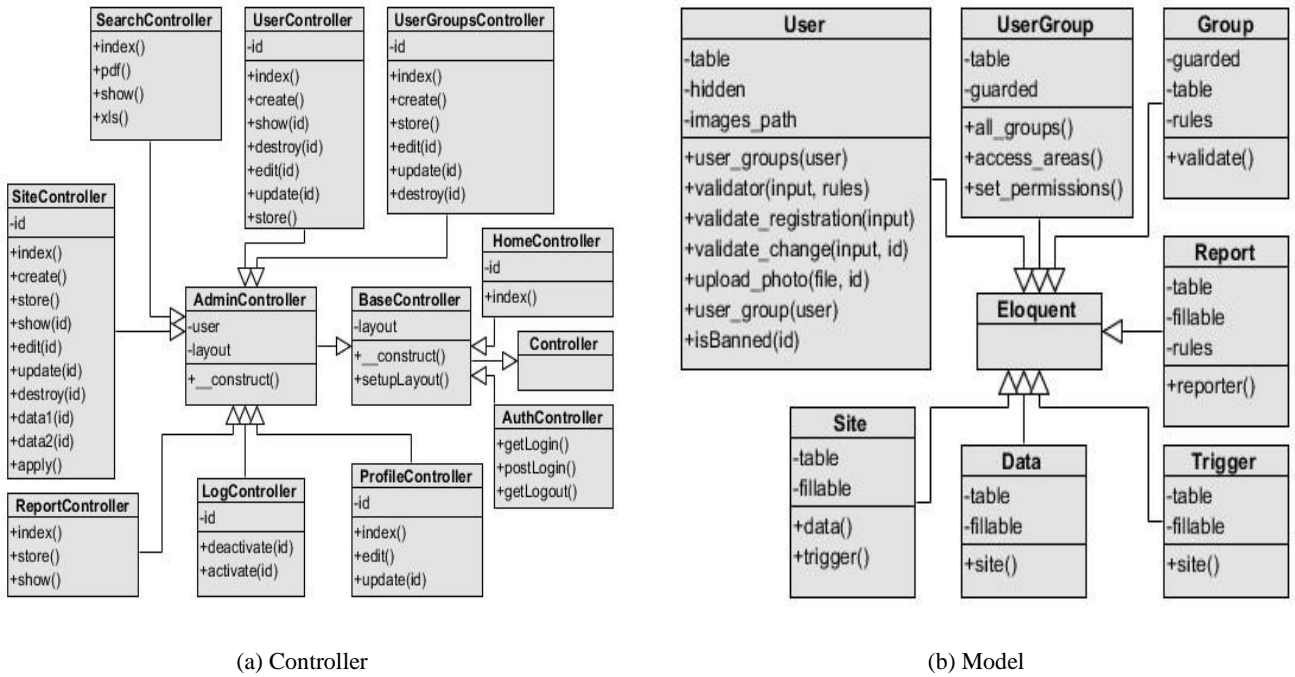 SearchController
+index()
+pdf()
+show()
+xls()
UserController
-id
+index()
+create()
+show(id)
+destroy(id)
+edit(id)
+update(id)
+store()
UserGroupsController
-id
+index()
+create()
+store()
+edit(id)
+update(id)
+destroy(id)
SiteController
-id
+index()
+create()
+store()
+show(id)
+edit(id)
+update(id)
+destroy(id)
+data1(id)
+data2(id)
+apply()
AdminController
-user
-layout
+__construct()
BaseController
-layout
+__construct()
+setupLayout()
HomeController
-id
+index()
Controller
AuthController
+getLogin()
+postLogin()
+getLogout()
ReportController
+index()
+store()
+show()
LogController
-id
+deactivate(id)
+activate(id)
ProfileController
-id
+index()
+edit()
+update(id)
(a) Controller
User
-table
-hidden
-images_path
+user_groups(user)
+validator(input, rules)
+validate_registration(input)
+validate_change(input, id)
+upload_photo(file, id)
+user_group(user)
+isBanned(id)
UserGroup
-table
-guarded
+all_groups()
+access_areas()
+set_permissions()
Group
-guarded
-table
-rules
+validate()
Eloquent
Report
-table
-fillable
-rules
+reporter()
Site
-table
-fillable
+data()
+trigger()
Data
-table
-fillable
+site()
Trigger
-table
-fillable
+site()
(b) Model